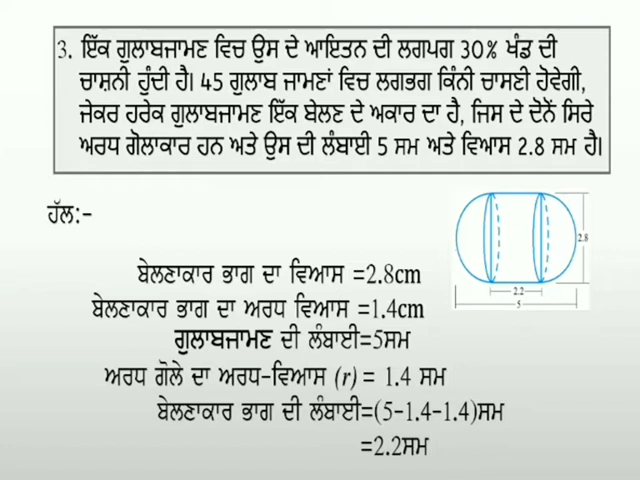 3. ਇੱਕ ਗੁਲਾਬਜਾਮਣ ਵਿਚ ਉਸ ਦੇ ਆਇਤਨ ਦੀ ਲਗਪਗ 30% ਖੰਡ ਦੀ
ਚਾਸ਼ਨੀ ਹੁੰਦੀ ਹੈ। 45 ਗੁਲਾਬ ਜਾਮਣਾਂ ਵਿਚ ਲਗਭਗ ਕਿੰਨੀ ਚਾਸਣੀ ਹੋਵੇਗੀ,
ਜੇਕਰ ਹਰੇਕ ਗੁਲਾਬਜਾਮਣ ਇੱਕ ਬੇਲਣ ਦੇ ਅਕਾਰ ਦਾ ਹੈ, ਜਿਸ ਦੇ ਦੋਨੋਂ ਸਿਰੇ
ਅਰਧ ਗੋਲਾਕਾਰ ਹਨ ਅਤੇ ਉਸ ਦੀ ਲੰਬਾਈ 5 ਸਮ ਅਤੇ ਵਿਆਸ 2.8 ਸਮ ਹੈ।
ਹੱਲ:-
2.8
2.2
5
ਬੇਲਣਾਕਾਰ ਭਾਗ ਦਾ ਵਿਆਸ =2.8cm
ਬੇਲਣਾਕਾਰ ਭਾਗ ਦਾ ਅਰਧ ਵਿਆਸ =1.4cm
ਗੁਲਾਬਜਾਮਣ ਦੀ ਲੰਬਾਈ=5ਸਮ
ਅਰਧ ਗੋਲੇ ਦਾ ਅਰਧ-ਵਿਆਸ (r) = 1.4 ਸਮ
ਬੇਲਣਾਕਾਰ ਭਾਗ ਦੀ ਲੰਬਾਈ=(5-1.4-1.4)ਸਮ
=2.2ਸਮ